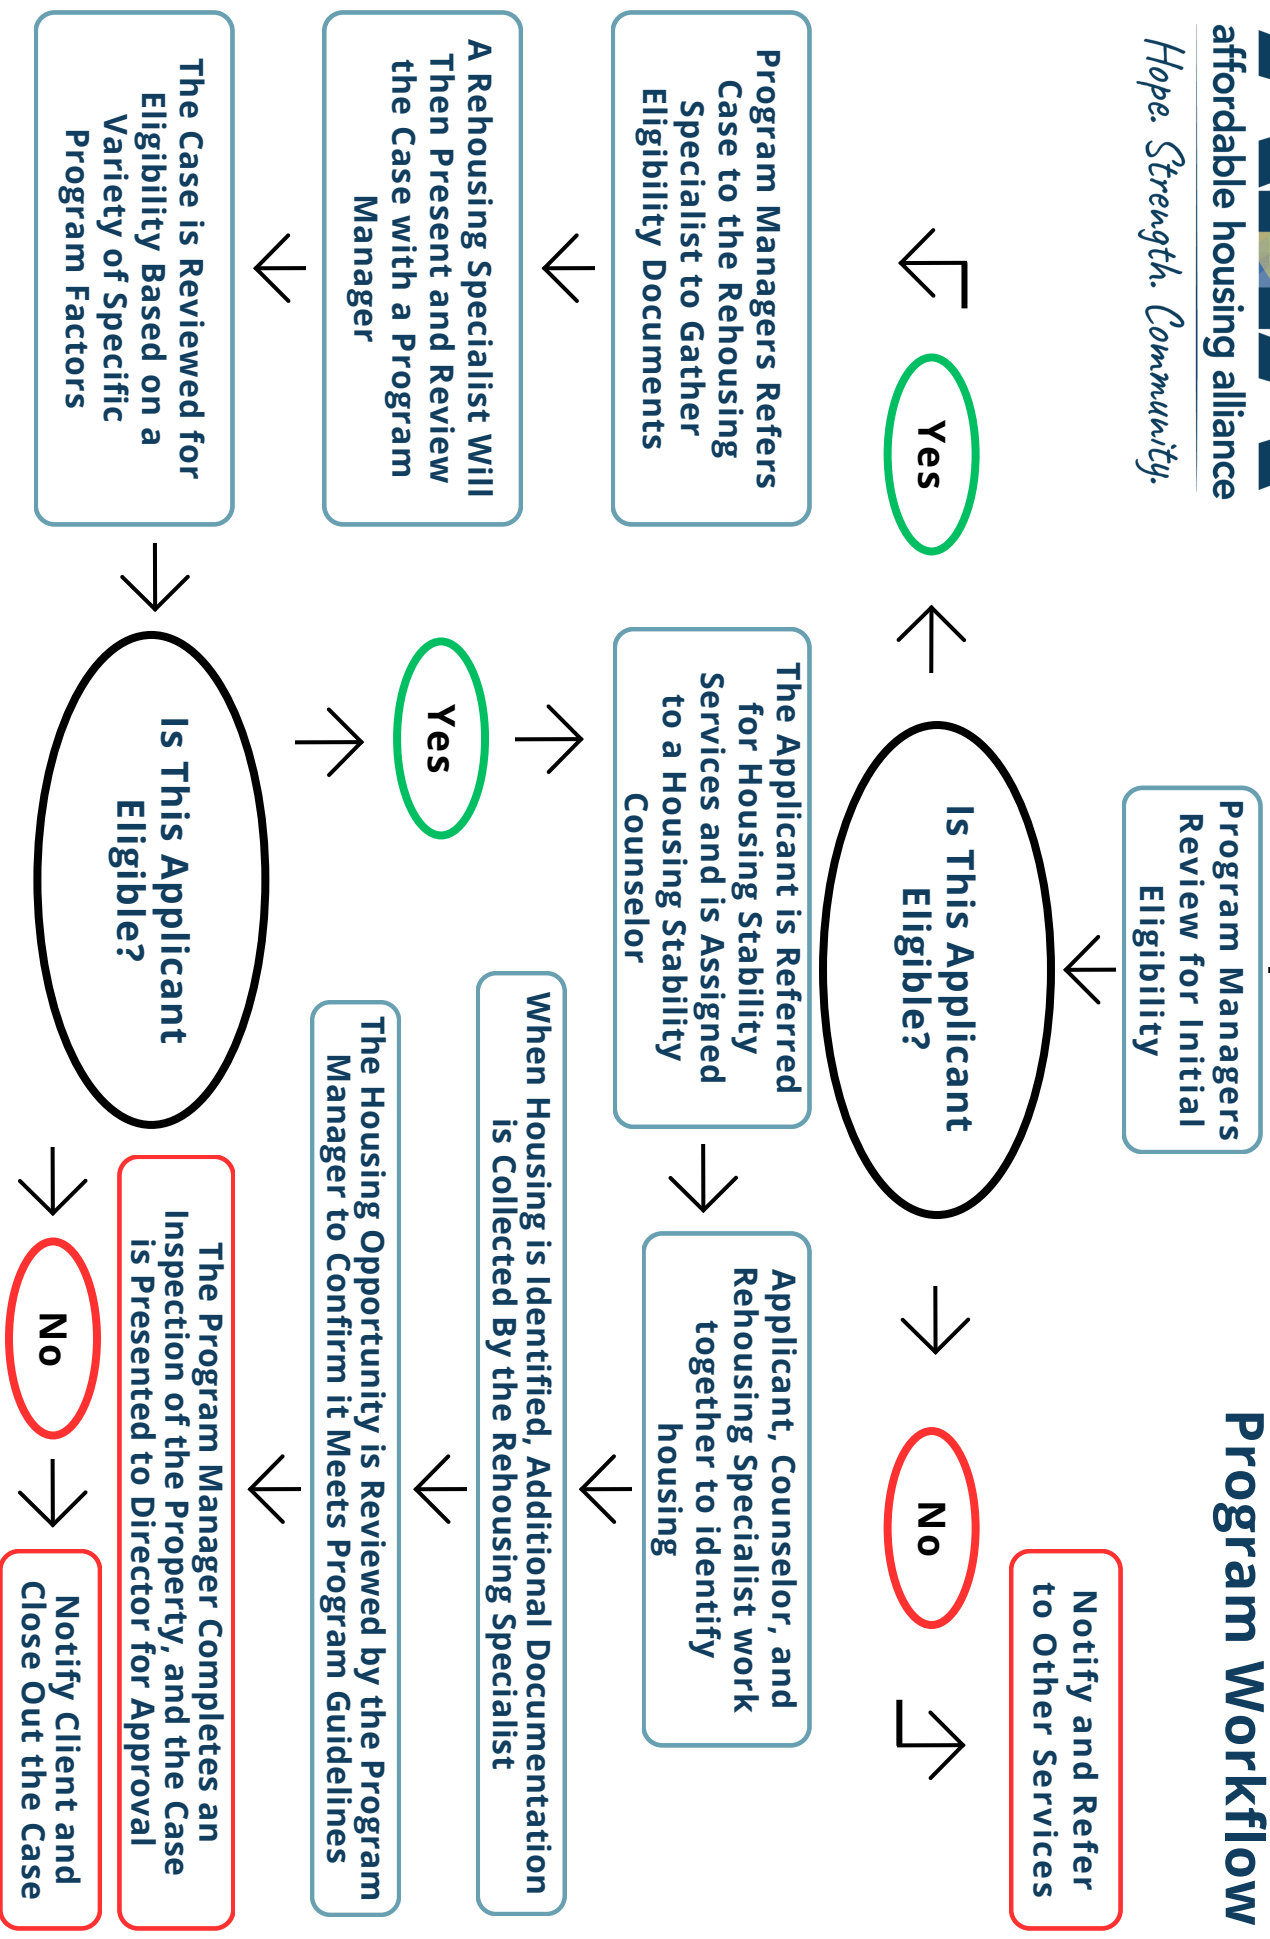 affordable housing alliance
Hope. Strength. Community.
Program Workflow
Program Managers
Review for Initial
Eligibility
Is This Applicant
Eligible?
Yes
No
Notify and Refer
to Other Services
Program Managers Refers
Case to the Rehousing
Specialist to Gather
Eligibility Documents
A Rehousing Specialist Will
Then Present and Review
the Case with a Program
Manager
The Case is Reviewed for
Eligibility Based on a
Variety of Specific
Program Factors
Is This Applicant
Eligible?
Yes
The Applicant is Referred
for Housing Stability
Services and is Assigned
to a Housing Stability
Counselor
Applicant, Counselor, and
Rehousing Specialist work
together to identify
housing
When Housing is Identified, Additional Documentation
is Collected By the Rehousing Specialist
The Housing Opportunity is Reviewed by the Program
Manager to Confirm it Meets Program Guidelines
The Program Manager Completes an
Inspection of the Property, and the Case
is Presented to Director for Approval
No
Notify Client and
Close Out the Case